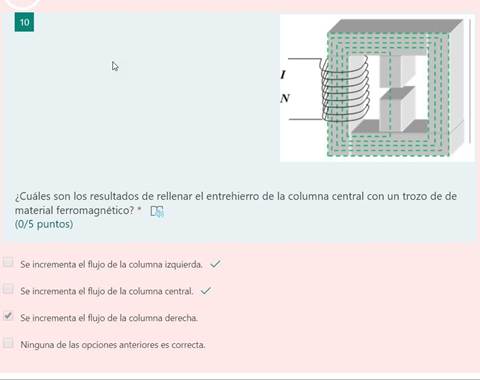 10
I
N
¿Cuáles son los resultados de rellenar el entrehierro de la columna central con un trozo de de
material ferromagnético? *
(0/5 puntos)
Se incrementa el flujo de la columna izquierda.
Se incrementa el flujo de la columna central.
Se incrementa el flujo de la columna derecha.
Ninguna de las opciones anteriores es correcta.